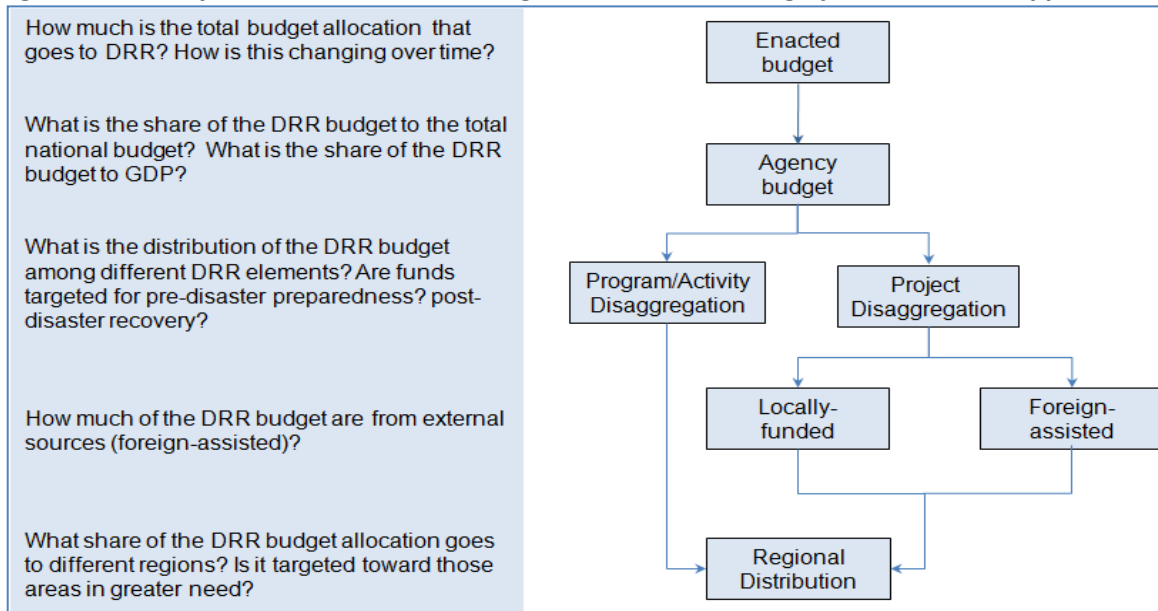 How much is the total budget allocation that
goes to DRR? How is this changing over time?
What is the share of the DRR budget to the total
national budget? What is the share of the DRR
budget to GDP?
What is the distribution of the DRR budget
among different DRR elements? Are funds
targeted for pre-disaster preparedness? post-
disaster recovery?
How much of the DRR budget are from external
sources (foreign-assisted)?
What share of the DRR budget allocation goes
to different regions? Is it targeted toward those
areas in greater need?
Enacted
budget
Agency
budget
Program/Activity
Disaggregation
Project
Disaggregation
Locally-
funded
Foreign-
assisted
Regional
Distribution